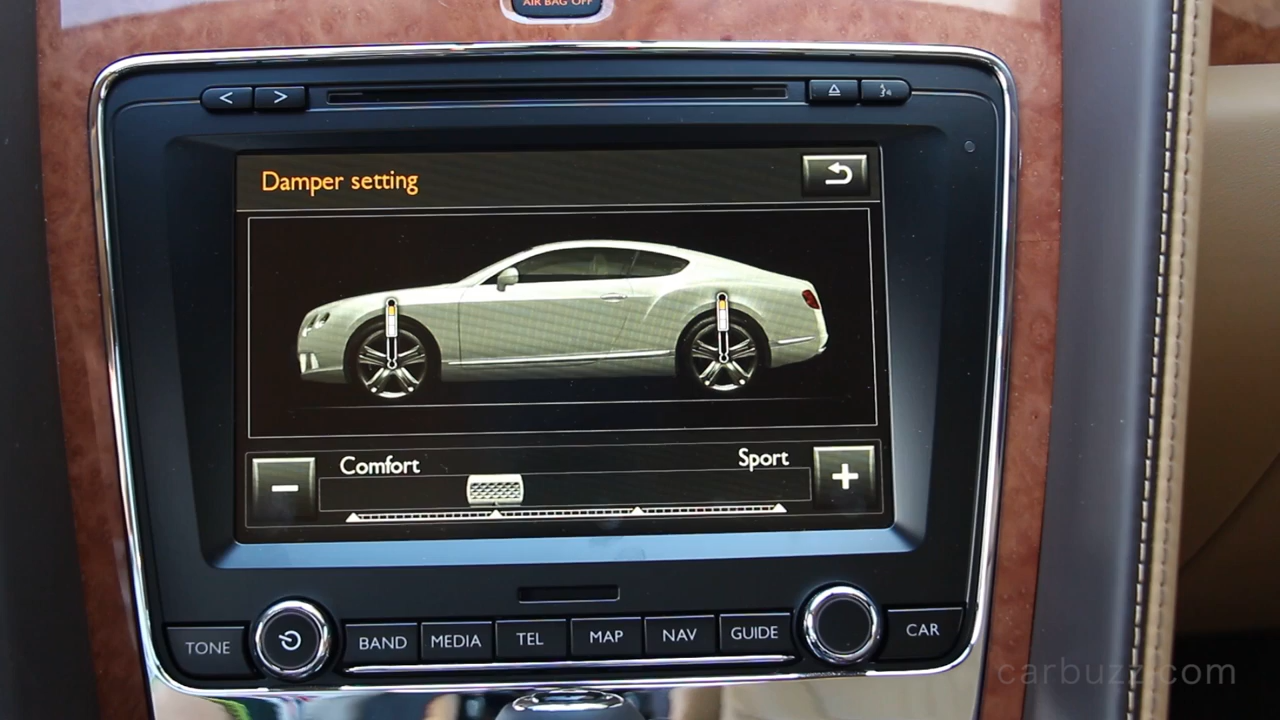 AIR BAG OFF
Damper setting
Comfort
Sport
TONE
BAND
MEDIA
TEL
MAP
NAV
GUIDE
CAR
carbuzz.com